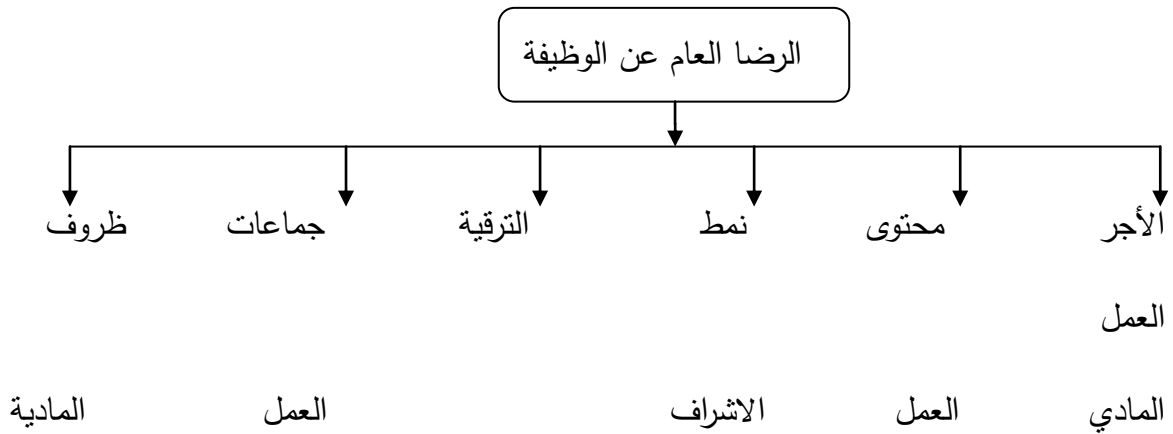 الرضا العام عن الوظيفة
الأجر محتوى نمط الترقية جماعات ظروف
العمل
المادي العمل الاشراف العمل المادية